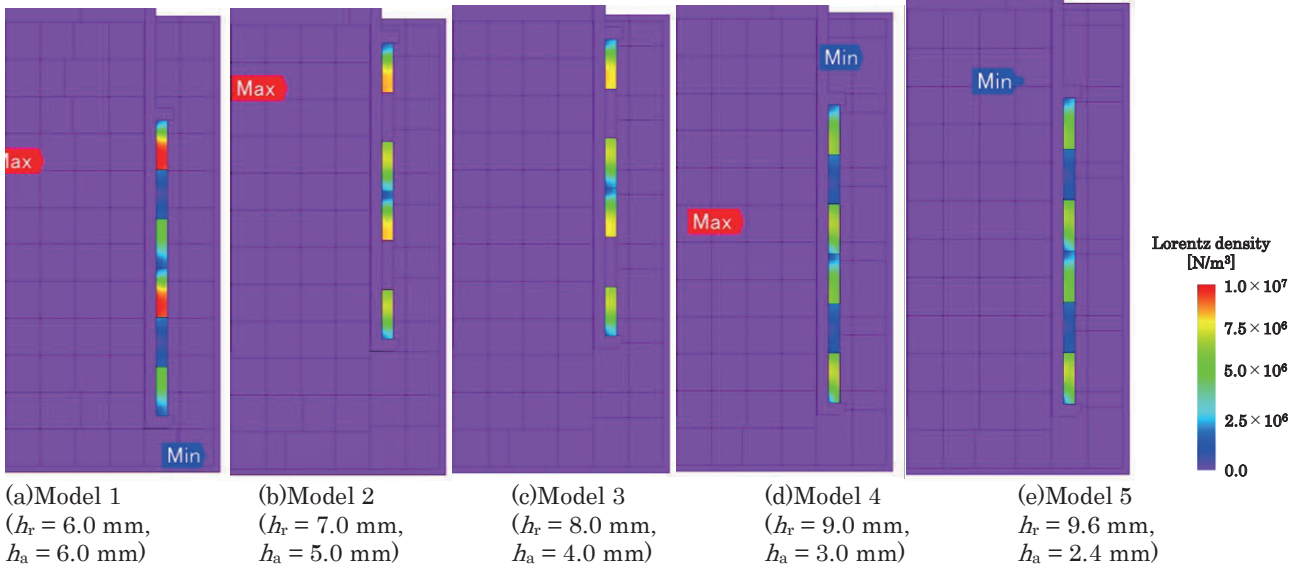 Max
Min
Max
Min
Max
Min
Lorentz density
[N/m³]
1.0×10⁷
7.5×10⁶
5.0×10⁶
2.5×10⁶
0.0
(a)Model 1
(hᵣ = 6.0 mm,
hₐ = 6.0 mm)
(b)Model 2
(hᵣ = 7.0 mm,
hₐ = 5.0 mm)
(c)Model 3
(hᵣ = 8.0 mm,
hₐ = 4.0 mm)
(d)Model 4
(hᵣ = 9.0 mm,
hₐ = 3.0 mm)
(e)Model 5
hᵣ = 9.6 mm,
hₐ = 2.4 mm)